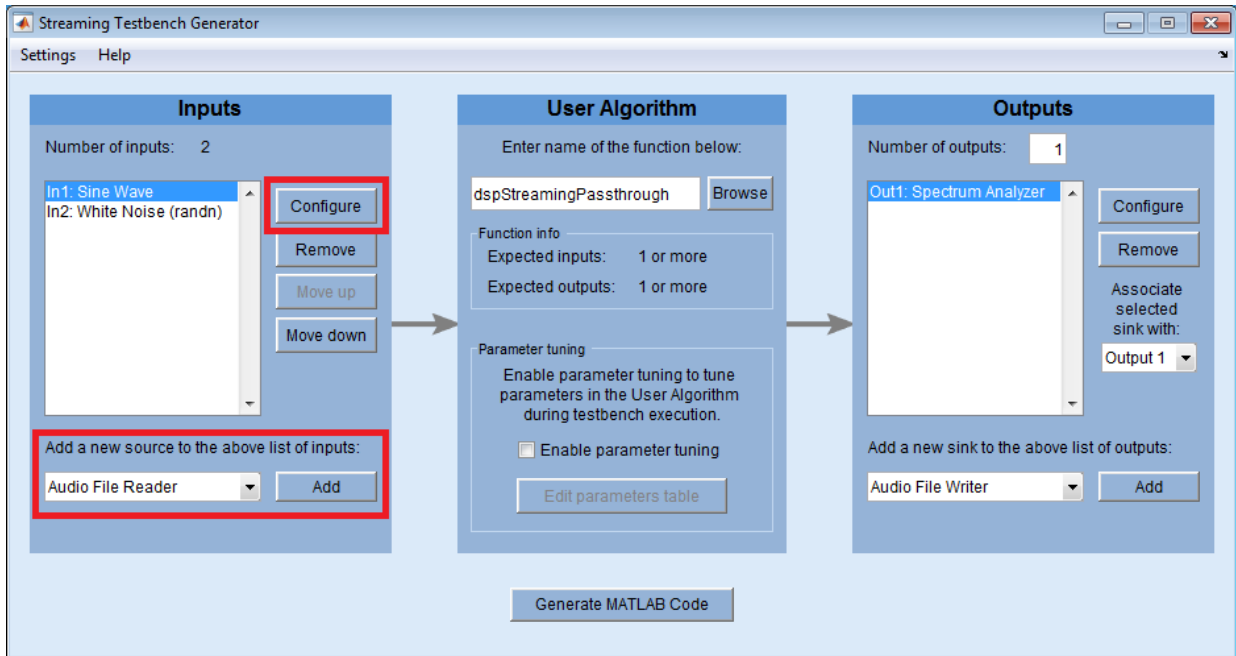 Streaming Testbench Generator
Settings Help
Inputs
Number of inputs: 2
In1: Sine Wave
In2: White Noise (randn)
Configure
Remove
Move up
Move down
Add a new source to the above list of inputs:
Audio File Reader
Add
User Algorithm
Enter name of the function below:
dspStreamingPassthrough
Browse
Function info
Expected inputs: 1 or more
Expected outputs: 1 or more
Parameter tuning
Enable parameter tuning to tune
parameters in the User Algorithm
during testbench execution.
Enable parameter tuning
Edit parameters table
Outputs
Number of outputs: 1
Out1: Spectrum Analyzer
Configure
Remove
Associate
selected
sink with:
Output 1
Add a new sink to the above list of outputs:
Audio File Writer
Add
Generate MATLAB Code